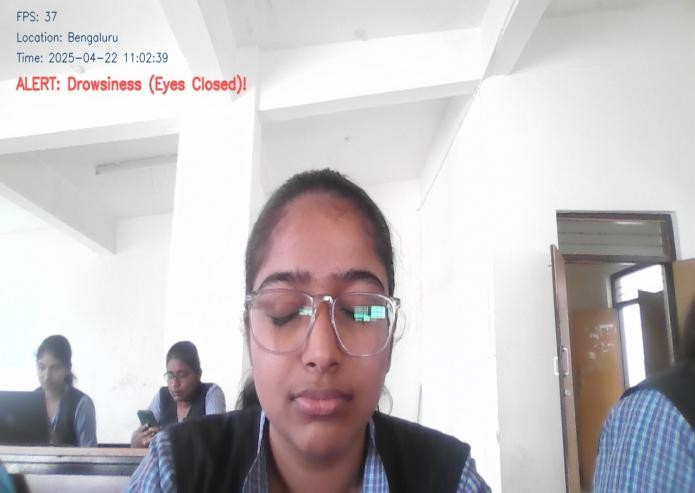 FPS: 37
Location: Bengaluru
Time: 2025-04-22 11:02:39
ALERT: Drowsiness (Eyes Closed)!